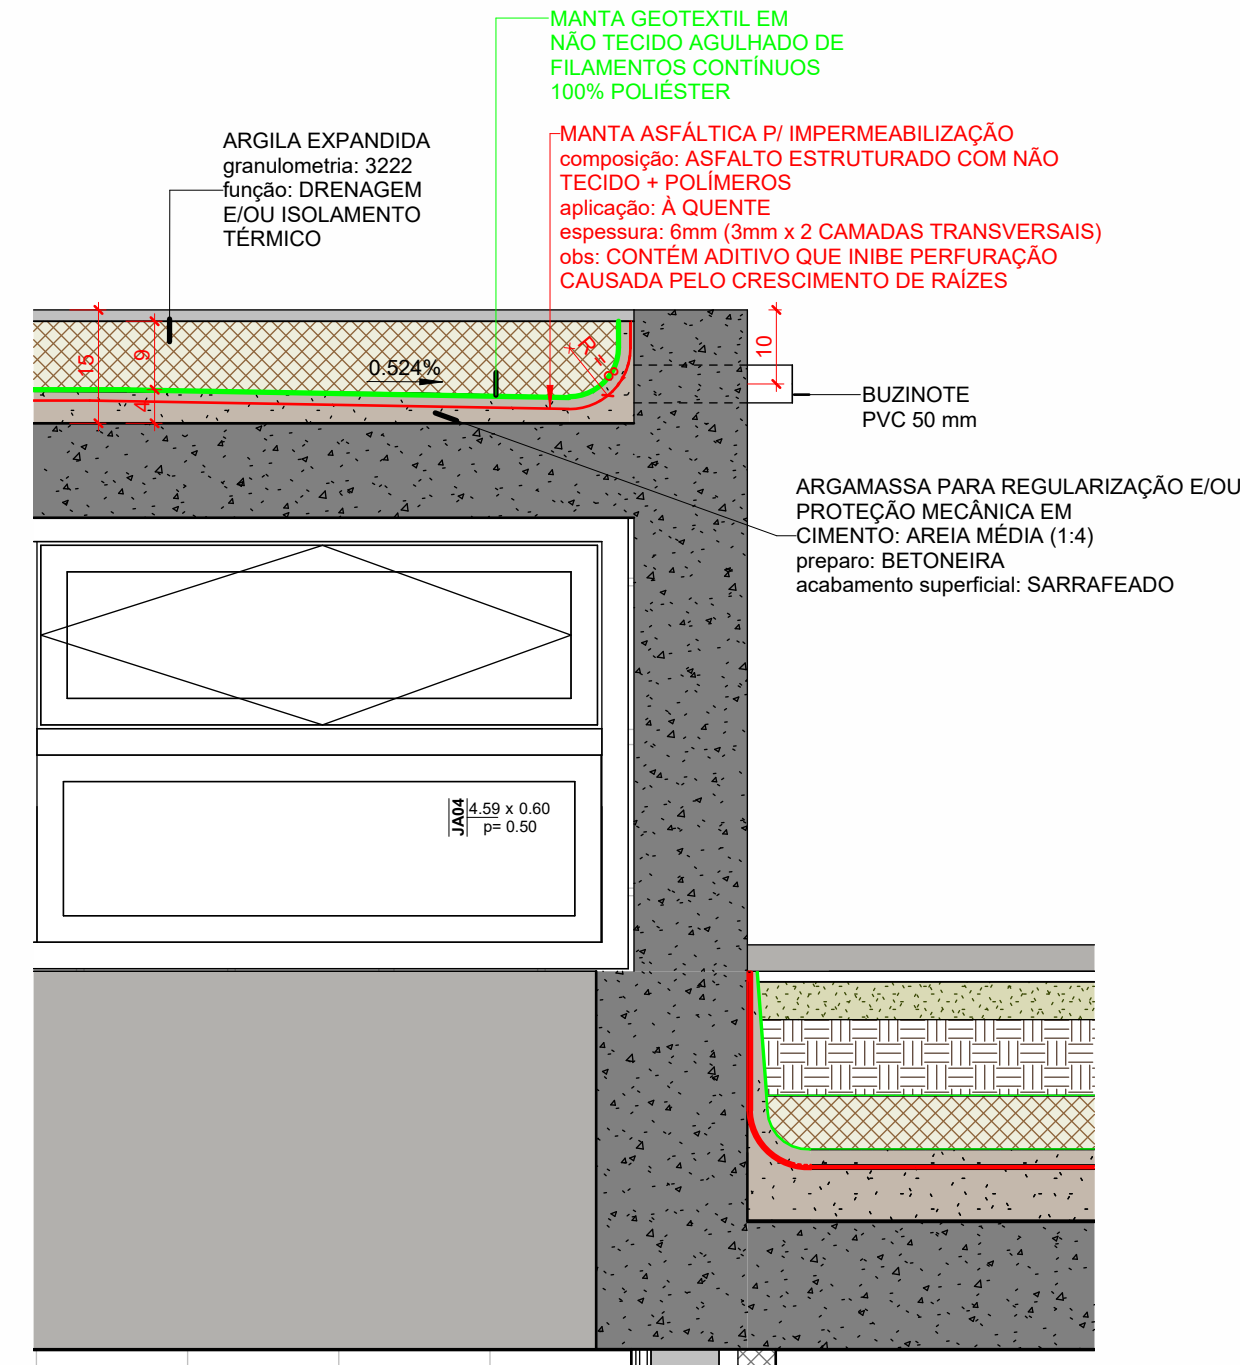 MANTA GEOTEXTIL EM
NÃO TECIDO AGULHADO DE
FILAMENTOS CONTÍNUOS
100% POLIÉSTER
ARGILA EXPANDIDA
granulometria: 3222
função: DRENAGEM
E/OU ISOLAMENTO
TÉRMICO
MANTA ASFÁLTICA P/ IMPERMEABILIZAÇÃO
composição: ASFALTO ESTRUTURADO COM NÃO
TECIDO + POLÍMEROS
aplicação: À QUENTE
espessura: 6mm (3mm x 2 CAMADAS TRANSVERSAIS)
obs: CONTÉM ADITIVO QUE INIBE PERFURAÇÃO
CAUSADA PELO CRESCIMENTO DE RAÍZES
15
9
4
0.524%
R = 8
10
BUZINOTE
PVC 50 mm
ARGAMASSA PARA REGULARIZAÇÃO E/OU
PROTEÇÃO MECÂNICA EM
CIMENTO: AREIA MÉDIA (1:4)
preparo: BETONEIRA
acabamento superficial: SARRAFEADO
JA04
4.59 x 0.60
p= 0.50